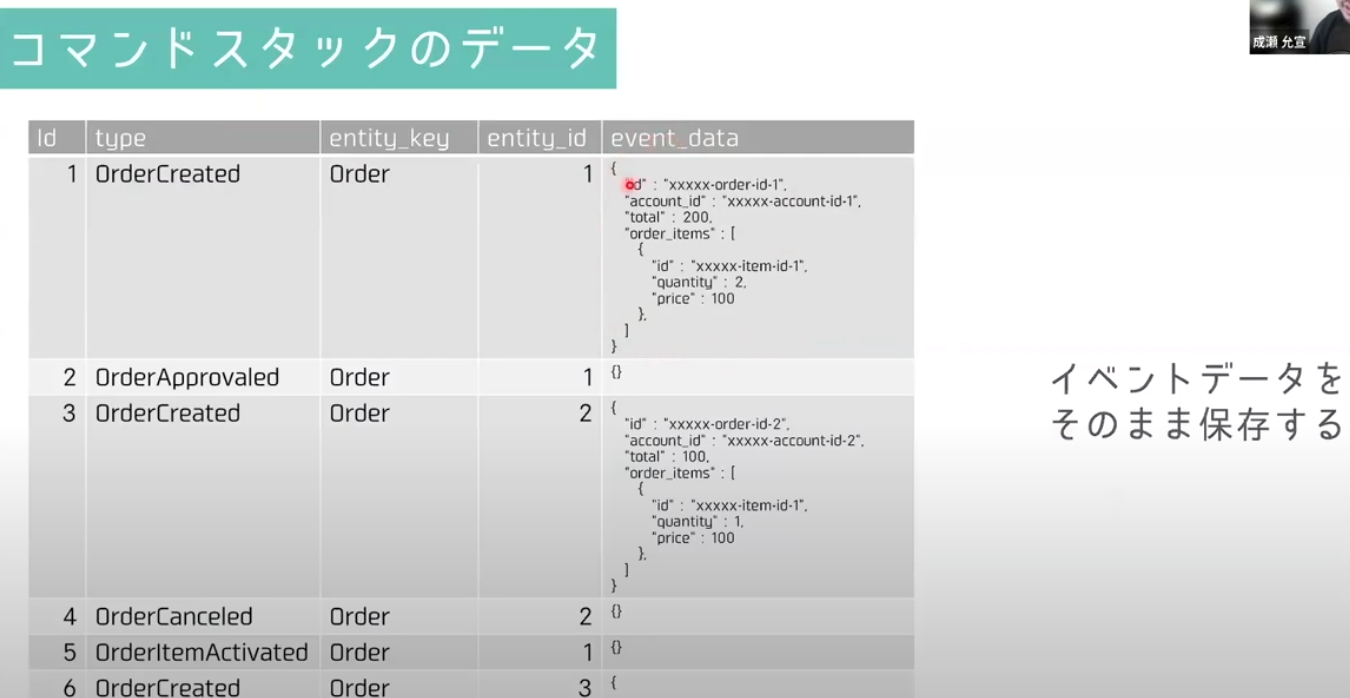 コマンドスタックのデータ
成瀬 允宣
Id type entity_key entity_id event_data
1 OrderCreated Order 1 {
"id" : "xxxxx-order-id-1",
"account_id" : "xxxxx-account-id-1",
"total" : 200,
"order_items" : [
{
"id" : "xxxxx-item-id-1",
"quantity" : 2,
"price" : 100
},
]
}
2 OrderApprovaled Order 1 {}
3 OrderCreated Order 2 {
"id" : "xxxxx-order-id-2",
"account_id" : "xxxxx-account-id-2",
"total" : 100,
"order_items" : [
{
"id" : "xxxxx-item-id-1",
"quantity" : 1,
"price" : 100
},
]
}
4 OrderCanceled Order 2 {}
5 OrderItemActivated Order 1 {}
6 OrderCreated Order 3 {
イベントデータを
そのまま保存する